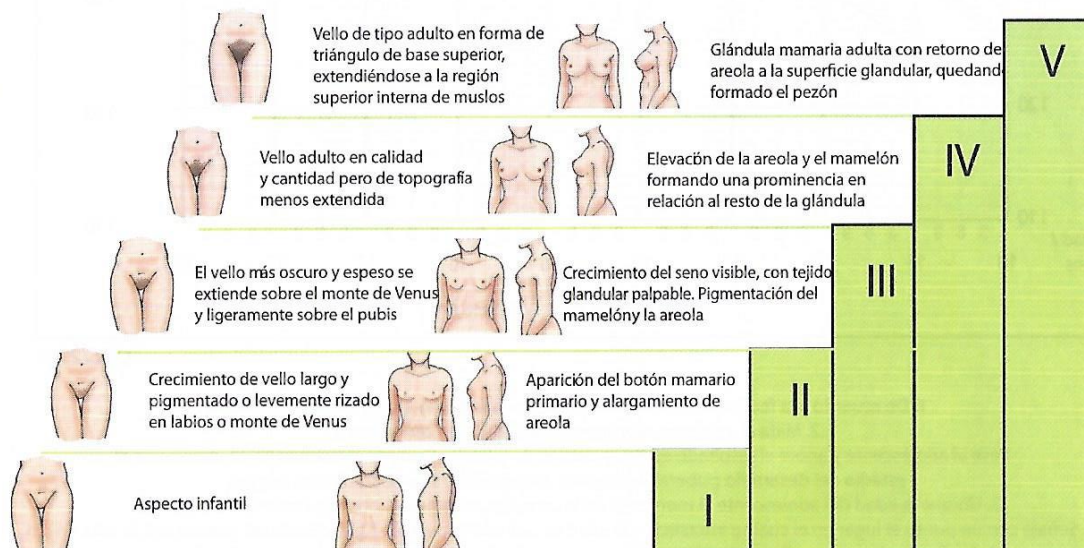 Vello de tipo adulto en forma de
triángulo de base superior,
extendiéndose a la región
superior interna de muslos
Glándula mamaria adulta con retorno de
areola a la superficie glandular, quedand
formado el pezón
V
Vello adulto en calidad
y cantidad pero de topografía
menos extendida
Elevación de la areola y el mamelón
formando una prominencia en
relación al resto de la glándula
IV
El vello más oscuro y espeso se
extiende sobre el monte de Venus
y ligeramente sobre el pubis
Crecimiento del seno visible, con tejido
glandular palpable. Pigmentación del
mamelóny la areola
III
Crecimiento de vello largo y
pigmentado o levemente rizado
en labios o monte de Venus
Aparición del botón mamario
primario y alargamiento de
areola
II
Aspecto infantil
I